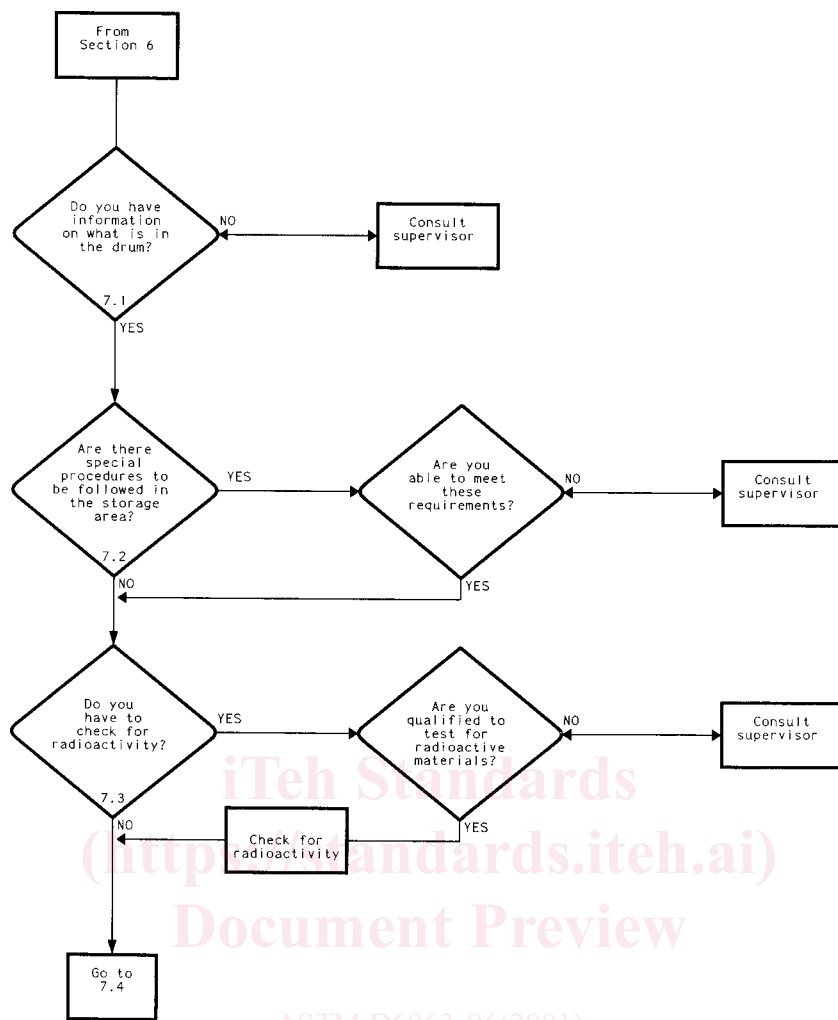 From
Section 6
Do you have
information
on what is in
the drum?
7.1
NO
Consult
supervisor
YES
Are there
special
procedures to
be followed in
the storage
area?
7.2
YES
Are you
able to meet
these
requirements?
NO
Consult
supervisor
NO
YES
Do you
have to
check for
radioactivity?
7.3
YES
Are you
qualified to
test for
radioactive
materials?
NO
Consult
supervisor
NO
YES
Check for
radioactivity
Go to
7.4
iTeh Standards
(https://standards.iteh.ai)
Document Preview
ASTM D6063-96(2001)